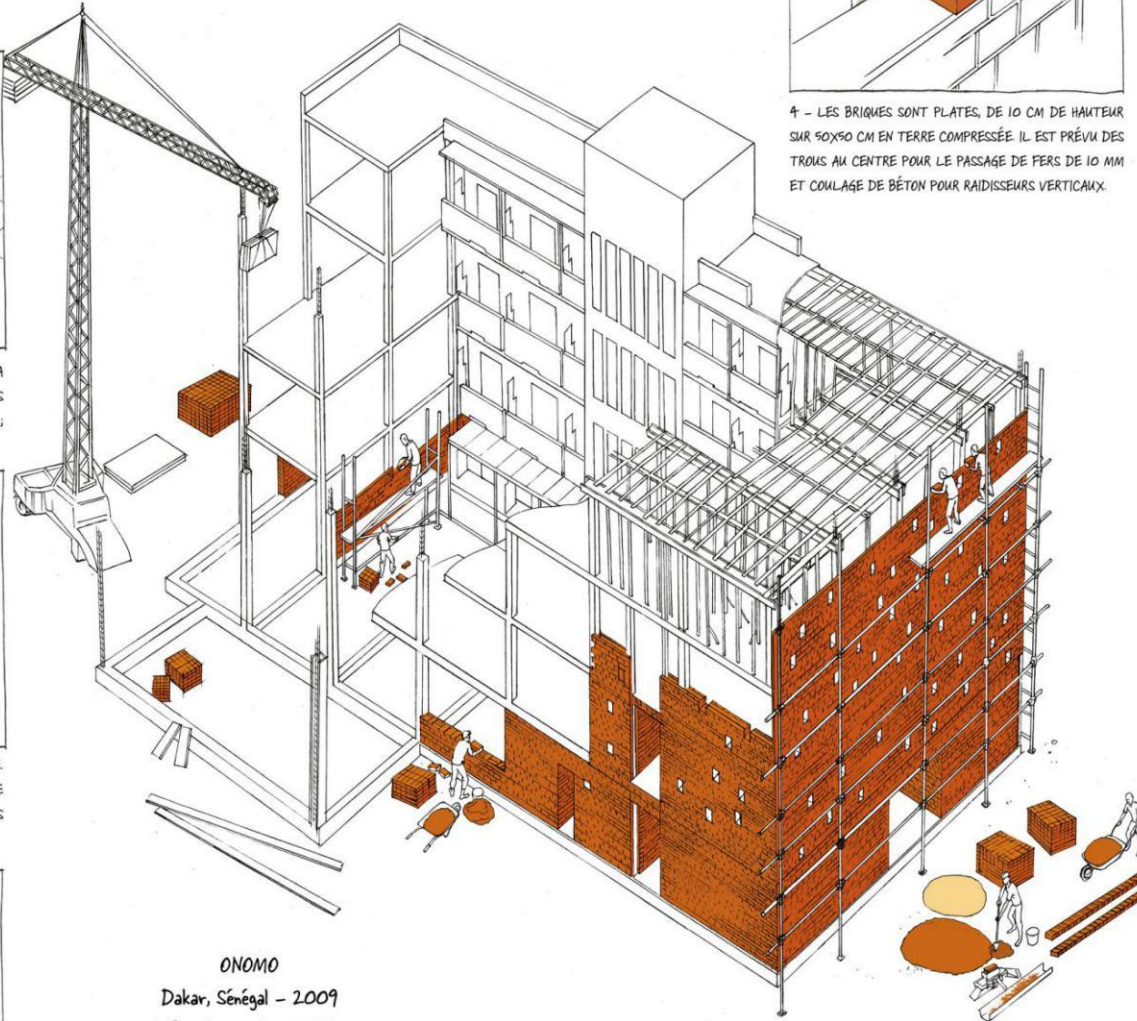 4 - LES BRIQUES SONT PLATES, DE 10 CM DE HAUTEUR
SUR 50X50 CM EN TERRE COMPRESSÉE. IL EST PRÉVU DES
TROUS AU CENTRE POUR LE PASSAGE DE FERS DE 10 MM
ET COULAGE DE BÉTON POUR RAIDISSEURS VERTICAUX.
ONOMO
Dakar, Sénégal - 2009